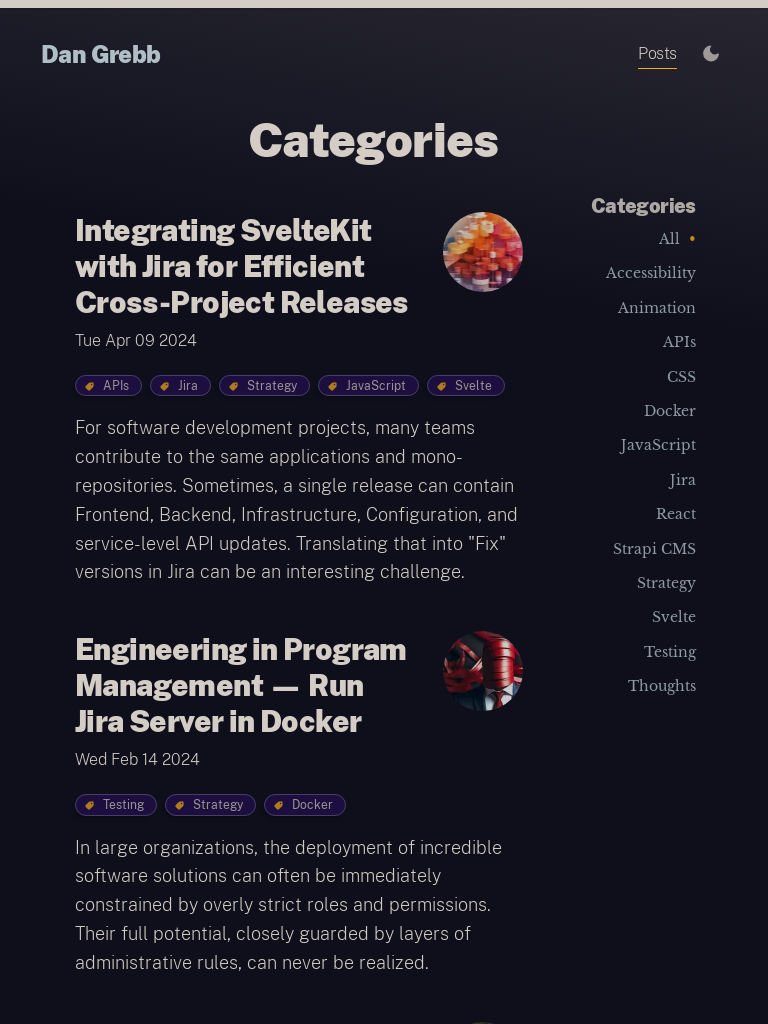 Dan Grebb
Posts
Categories
Integrating SvelteKit
with Jira for Efficient
Cross-Project Releases
Tue Apr 09 2024
APIs
Jira
Strategy
JavaScript
Svelte
For software development projects, many teams
contribute to the same applications and mono-
repositories. Sometimes, a single release can contain
Frontend, Backend, Infrastructure, Configuration, and
service-level API updates. Translating that into "Fix"
versions in Jira can be an interesting challenge.
Engineering in Program
Management — Run
Jira Server in Docker
Wed Feb 14 2024
Testing
Strategy
Docker
In large organizations, the deployment of incredible
software solutions can often be immediately
constrained by overly strict roles and permissions.
Their full potential, closely guarded by layers of
administrative rules, can never be realized.
Categories
All •
Accessibility
Animation
APIs
CSS
Docker
JavaScript
Jira
React
Strapi CMS
Strategy
Svelte
Testing
Thoughts